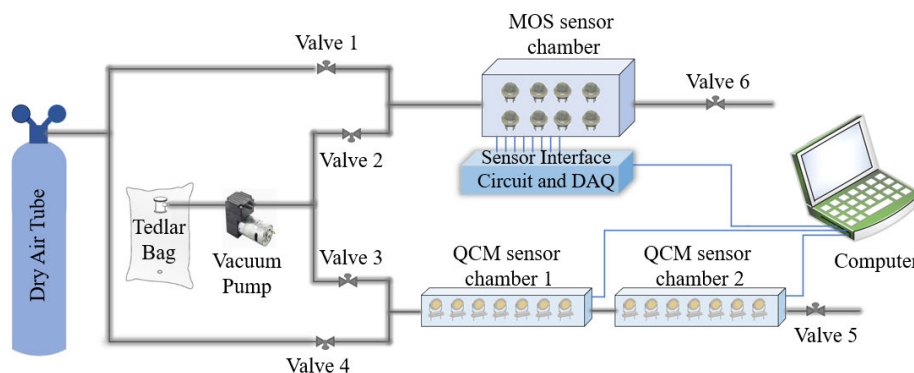 Valve 1
MOS sensor
chamber
Valve 6
Valve 2
Sensor Interface
Circuit and DAQ
Dry Air Tube
Tedlar
Bag
Vacuum
Pump
Valve 3
QCM sensor
chamber 1
QCM sensor
chamber 2
Computer
Valve 5
Valve 4